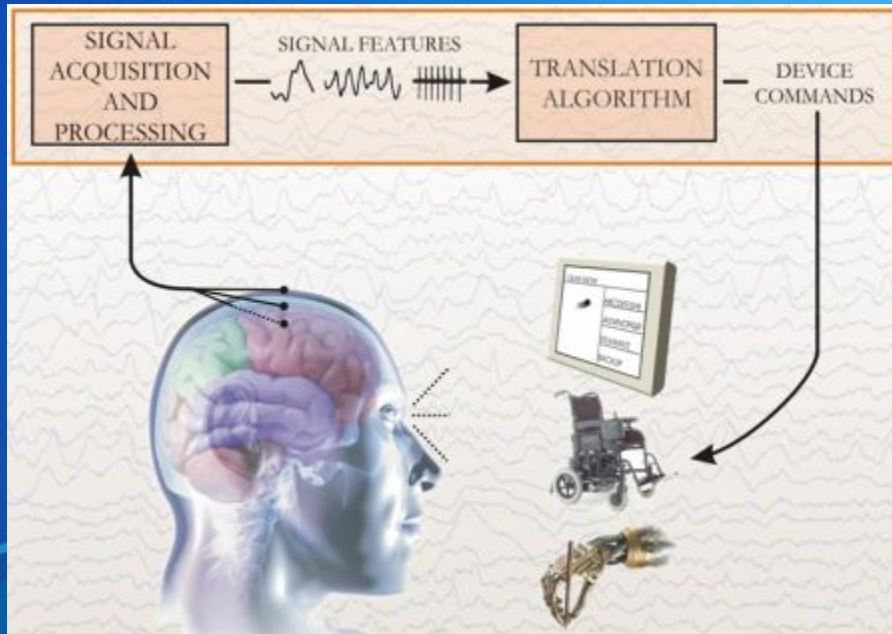 SIGNAL
ACQUISITION
AND
PROCESSING
SIGNAL FEATURES
TRANSLATION
ALGORITHM
DEVICE
COMMANDS